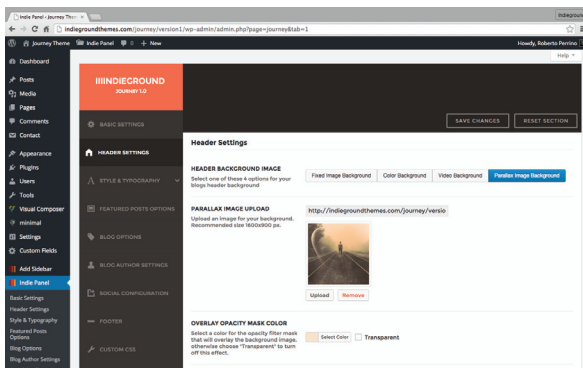 Indie Panel ‹ Journey The
Indiegroun
indiegroundthemes.com/journey/version1/wp-admin/admin.php?page=journey&tab=1
Journey Theme
Indie Panel
0
+ New
Howdy, Roberto Perrino
Help
Dashboard
Posts
Media
Pages
Comments
Contact
Appearance
Plugins
Users
Tools
Visual Composer
minimal
Settings
Custom Fields
Add Sidebar
Indie Panel
Basic Settings
Header Settings
Style & Typography
Featured Posts
Options
Blog Options
Blog Author Settings
INDIEGROUND
JOURNEY 1.0
BASIC SETTINGS
HEADER SETTINGS
STYLE & TYPOGRAPHY
FEATURED POSTS OPTIONS
BLOG OPTIONS
BLOG AUTHOR SETTINGS
SOCIAL CONFIGURATION
FOOTER
CUSTOM CSS
SAVE CHANGES
RESET SECTION
Header Settings
HEADER BACKGROUND IMAGE
Select one of these 4 options for your
blogs header background
Fixed Image Background
Color Background
Video Background
Parallax Image Background
PARALLAX IMAGE UPLOAD
Upload an image for your background.
Recommended size 1600x900 px.
http://indiegroundthemes.com/journey/versio
Upload
Remove
OVERLAY OPACITY MASK COLOR
Select a color for the opacity filter mask
that will overlay the background image,
otherwise choose "Transparent" to turn
off this effect.
Select Color
Transparent